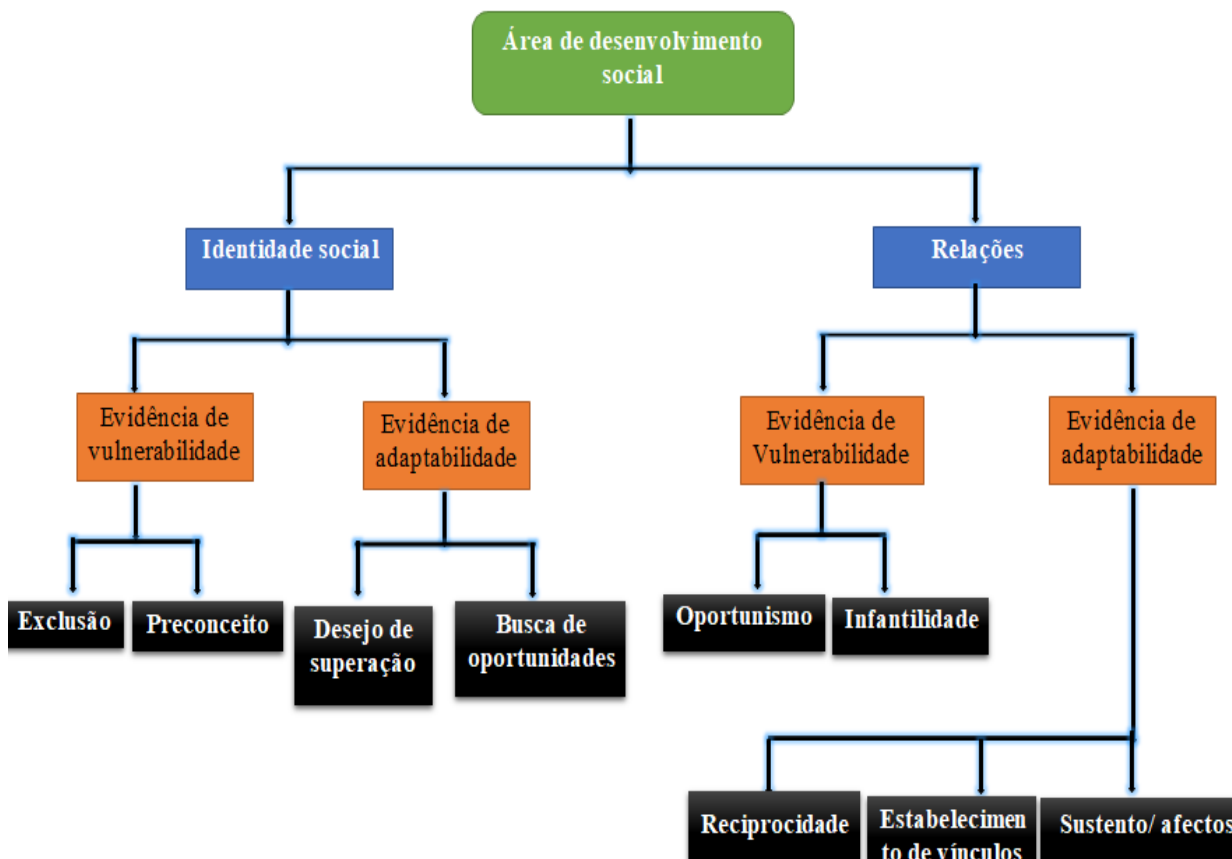 Área de desenvolvimento
social
Identidade social
Relações
Evidência de
vulnerabilidade
Evidência de
adaptabilidade
Evidência de
Vulnerabilidade
Evidência de
adaptabilidade
Exclusão
Preconceito
Desejo de
superação
Busca de
oportunidades
Oportunismo
Infantilidade
Reciprocidade
Estabelecimen
to de vínculos
Sustento/ afectos